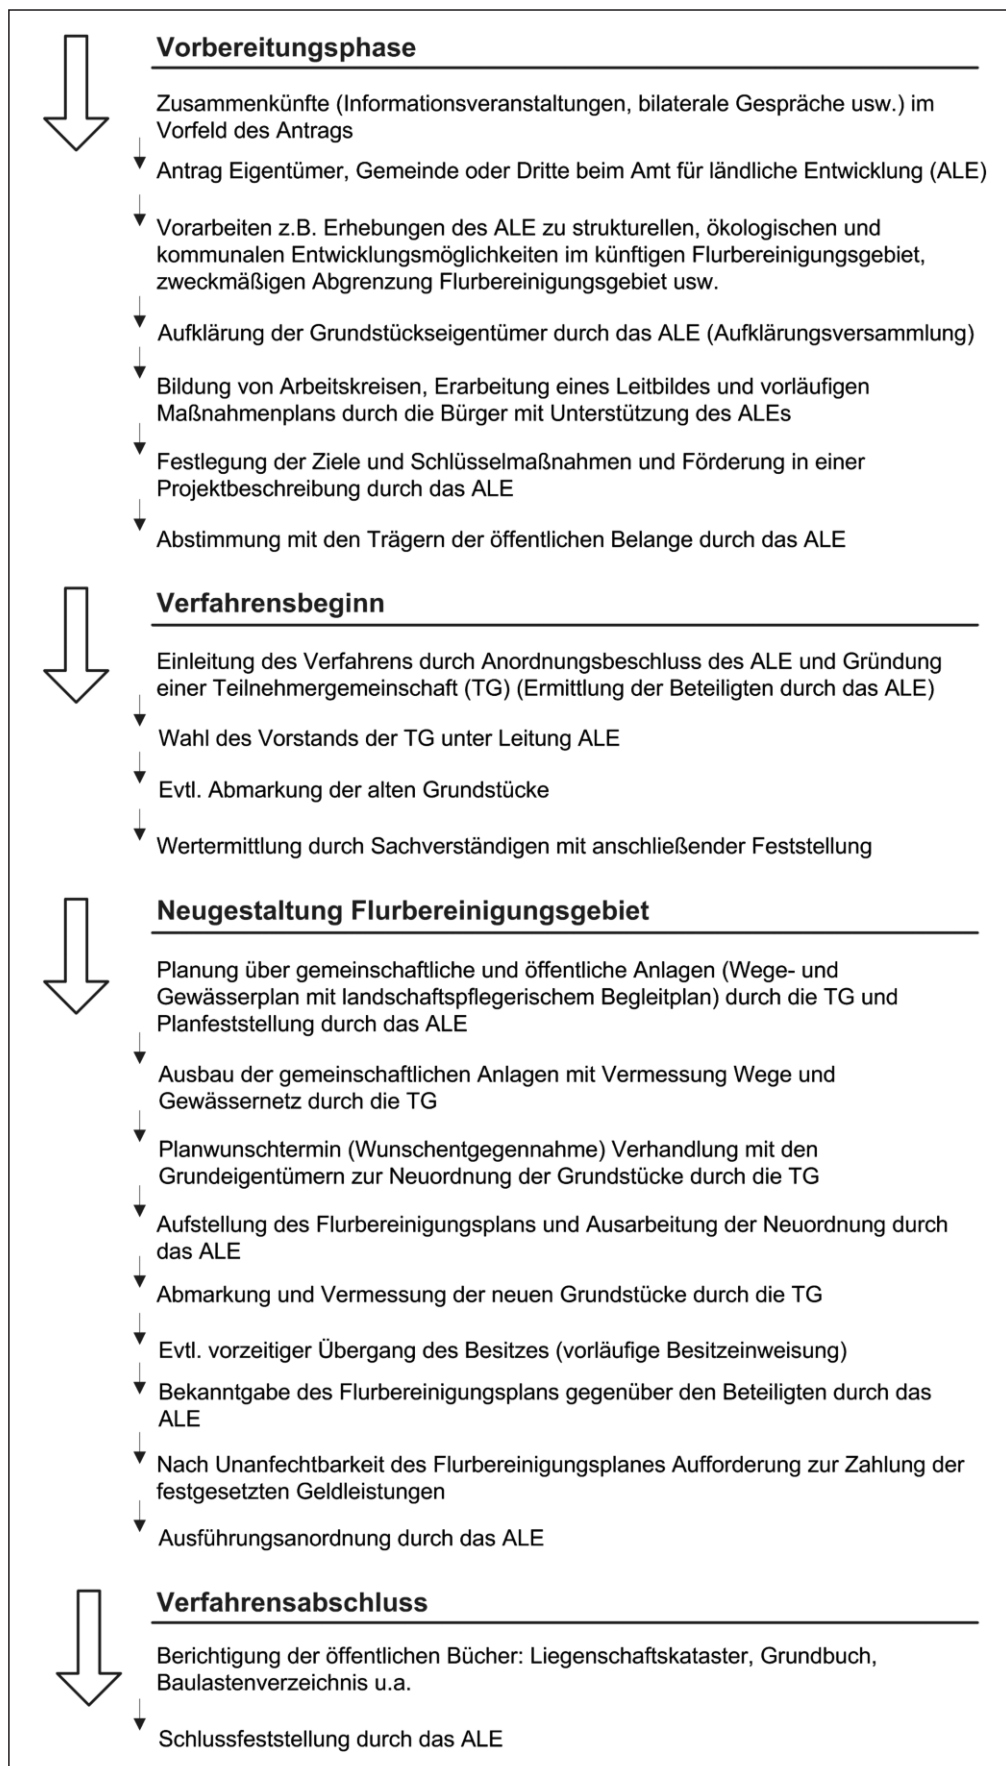 Vorbereitungsphase
Zusammenkünfte (Informationsveranstaltungen, bilaterale Gespräche usw.) im
Vorfeld des Antrags
Antrag Eigentümer, Gemeinde oder Dritte beim Amt für ländliche Entwicklung (ALE)
Vorarbeiten z.B. Erhebungen des ALE zu strukturellen, ökologischen und
kommunalen Entwicklungsmöglichkeiten im künftigen Flurbereinigungsgebiet,
zweckmäßigen Abgrenzung Flurbereinigungsgebiet usw.
Aufklärung der Grundstückseigentümer durch das ALE (Aufklärungsversammlung)
Bildung von Arbeitskreisen, Erarbeitung eines Leitbildes und vorläufigen
Maßnahmenplans durch die Bürger mit Unterstützung des ALEs
Festlegung der Ziele und Schlüsselmaßnahmen und Förderung in einer
Projektbeschreibung durch das ALE
Abstimmung mit den Trägern der öffentlichen Belange durch das ALE
Verfahrensbeginn
Einleitung des Verfahrens durch Anordnungsbeschluss des ALE und Gründung
einer Teilnehmergemeinschaft (TG) (Ermittlung der Beteiligten durch das ALE)
Wahl des Vorstands der TG unter Leitung ALE
Evtl. Abmarkung der alten Grundstücke
Wertermittlung durch Sachverständigen mit anschließender Feststellung
Neugestaltung Flurbereinigungsgebiet
Planung über gemeinschaftliche und öffentliche Anlagen (Wege- und
Gewässerplan mit landschaftspflegerischem Begleitplan) durch die TG und
Planfeststellung durch das ALE
Ausbau der gemeinschaftlichen Anlagen mit Vermessung Wege und
Gewässernetz durch die TG
Planwunschtermin (Wunschentgegennahme) Verhandlung mit den
Grundeigentümern zur Neuordnung der Grundstücke durch die TG
Aufstellung des Flurbereinigungsplans und Ausarbeitung der Neuordnung durch
das ALE
Abmarkung und Vermessung der neuen Grundstücke durch die TG
Evtl. vorzeitiger Übergang des Besitzes (vorläufige Besitzeinweisung)
Bekanntgabe des Flurbereinigungsplans gegenüber den Beteiligten durch das
ALE
Nach Unanfechtbarkeit des Flurbereinigungsplanes Aufforderung zur Zahlung der
festgesetzten Geldleistungen
Ausführungsanordnung durch das ALE
Verfahrensabschluss
Berichtigung der öffentlichen Bücher: Liegenschaftskataster, Grundbuch,
Baulastenverzeichnis u.a.
Schlussfeststellung durch das ALE